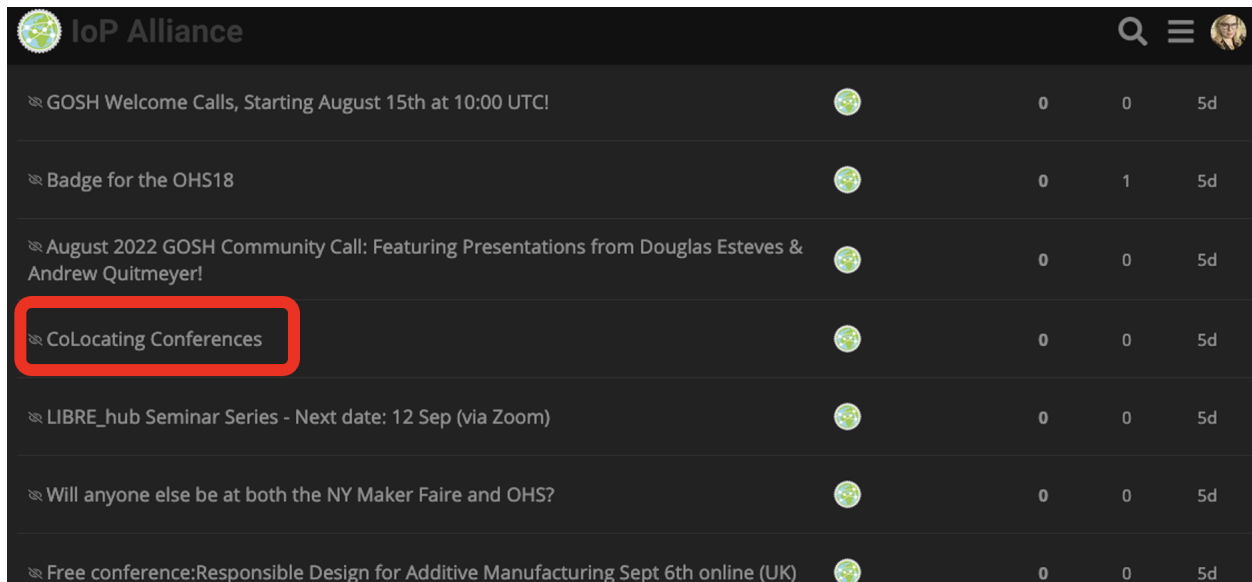 IoP Alliance
GOSH Welcome Calls, Starting August 15th at 10:00 UTC! 0 0 5d
Badge for the OHS18 0 1 5d
August 2022 GOSH Community Call: Featuring Presentations from Douglas Esteves &
Andrew Quitmeyer! 0 0 5d
CoLocating Conferences 0 0 5d
LIBRE_hub Seminar Series - Next date: 12 Sep (via Zoom) 0 0 5d
Will anyone else be at both the NY Maker Faire and OHS? 0 0 5d
Free conference:Responsible Design for Additive Manufacturing Sept 6th online (UK) 0 0 5d